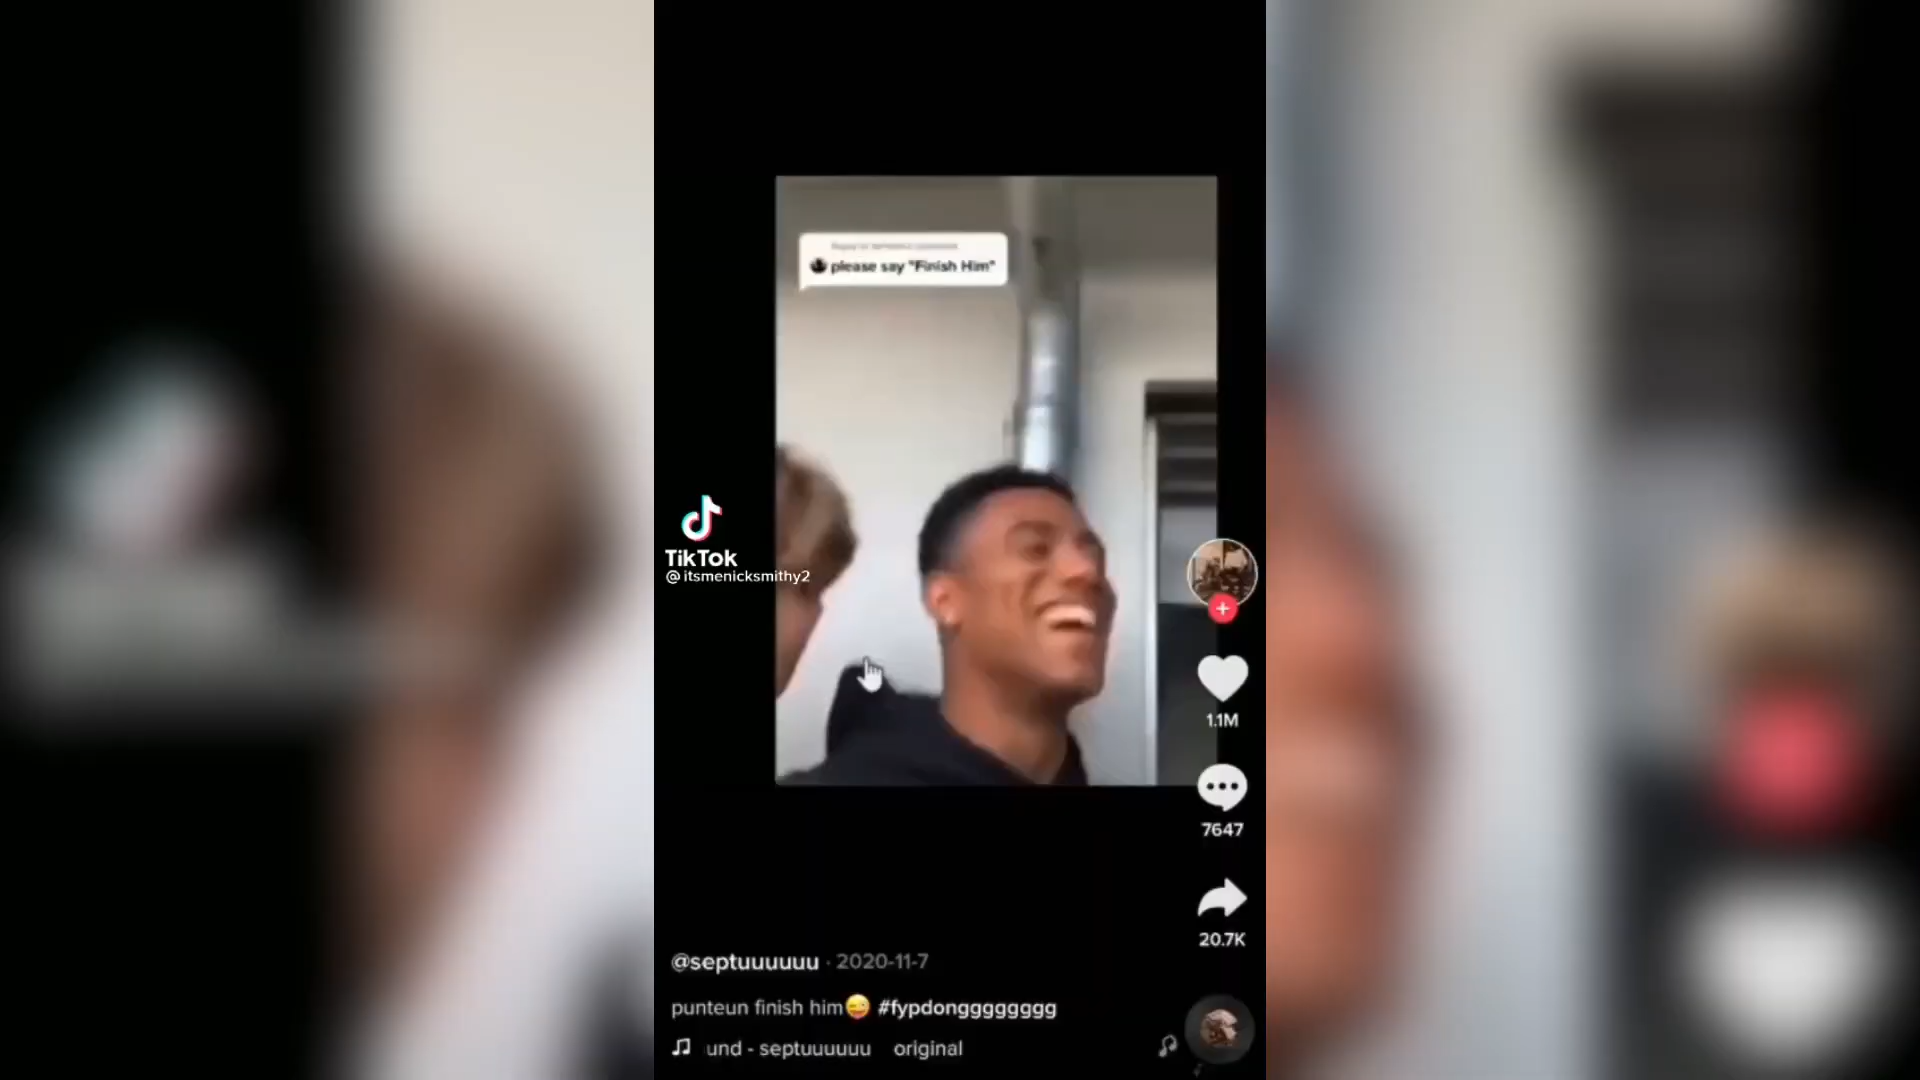 please say "Finish Him"
TikTok
@itsmenicksmithy2
1.1M
7647
20.7K
@septuuuuuu · 2020-11-7
punteun finish him😜 #fypdonggggggggg
und - septuuuuuu original